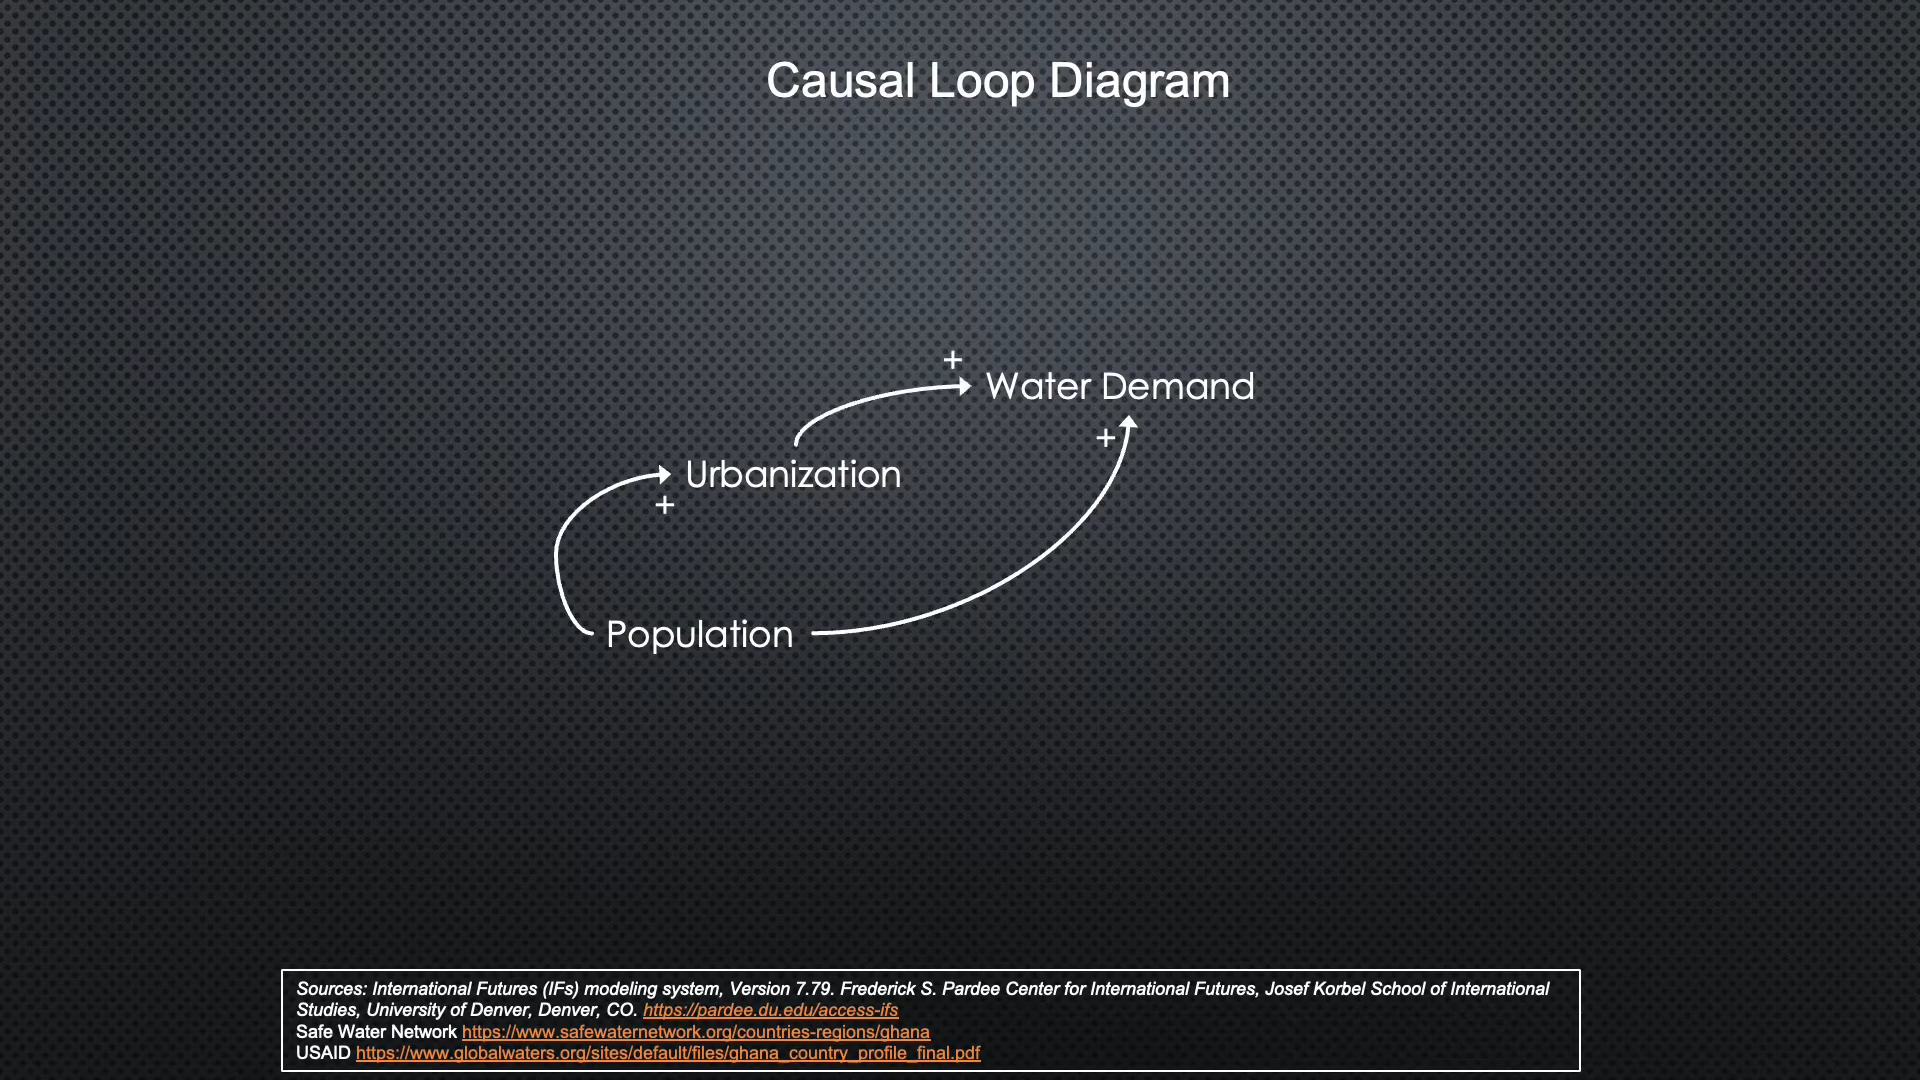 Causal Loop Diagram
+
Water Demand
+
Urbanization
+
Population
Sources: International Futures (IFs) modeling system, Version 7.79. Frederick S. Pardee Center for International Futures, Josef Korbel School of International
Studies, University of Denver, Denver, CO. https://pardee.du.edu/access-ifs
Safe Water Network https://www.safewaternetwork.org/countries-regions/ghana
USAID https://www.globalwaters.org/sites/default/files/ghana_country_profile_final.pdf